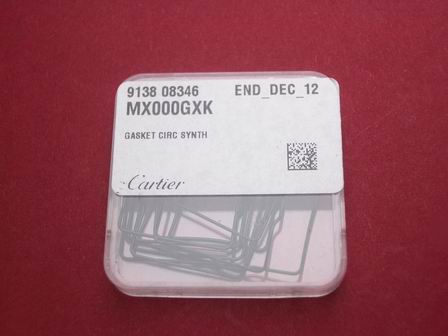 9138 08346 END_DEC_12
MX000GXK
GASKET CIRC SYNTH
Cartier